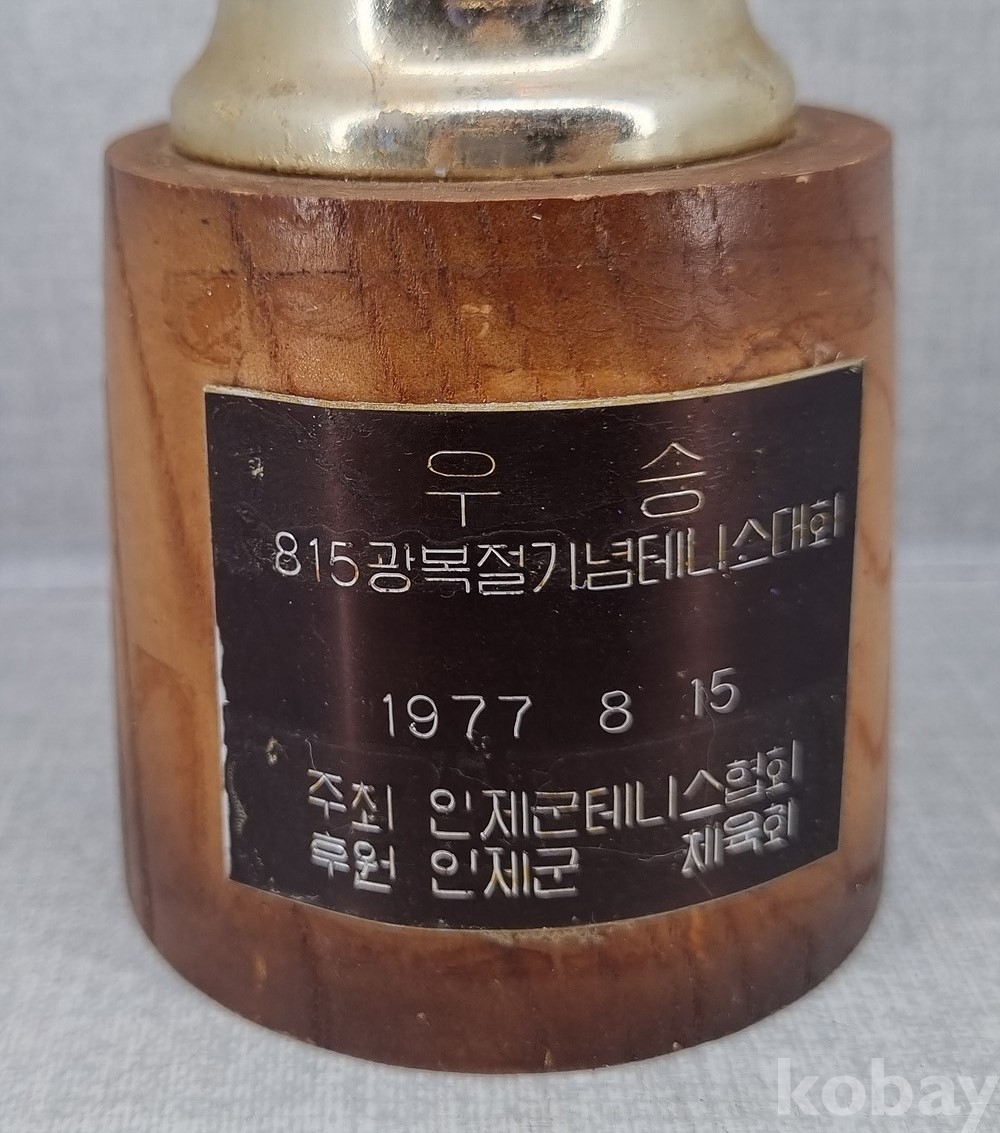 우 승
815광복절기념테니스대회
1977 8 15
주최 인제군테니스협회
후원 인제군 체육회
kobay